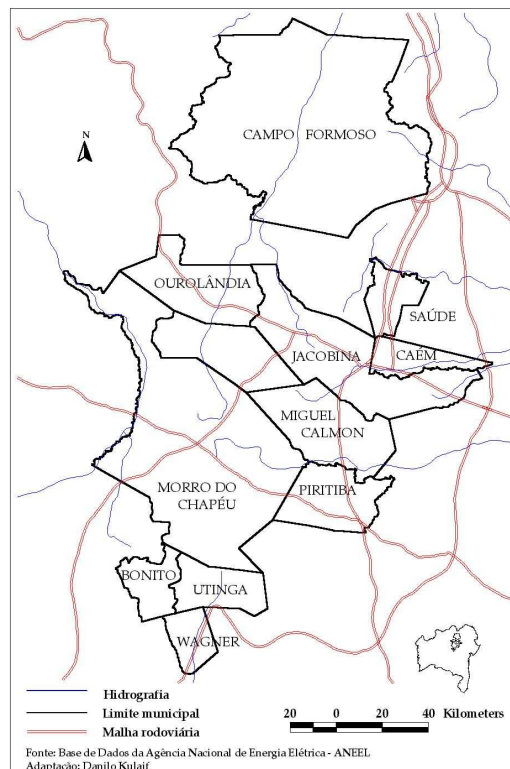 CAMPO FORMOSO
N
OUROLÂNDIA
SAÚDE
JACOBINA
CAÉM
MIGUEL
CALMON
MORRO DO
CHAPÉU
PIRITIBA
BONITO
UTINGA
WAGNER
Hidrografia
Limite municipal
Malha rodoviária
20 0 20 40 Kilometers
Fonte: Base de Dados da Agência Nacional de Energia Elétrica - ANEEL
Adaptação: Danilo Kulaif